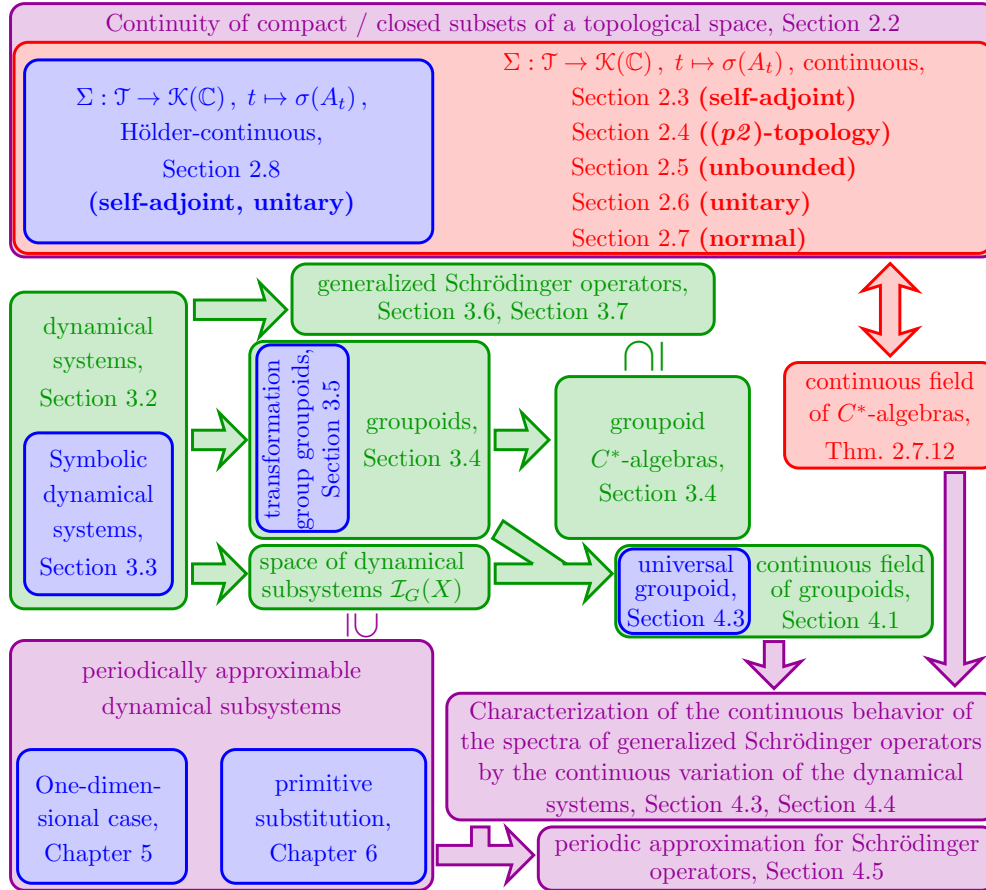 Continuity of compact / closed subsets of a topological space, Section 2.2
Σ : 𝒯 → 𝒦(ℂ) , t ↦ σ(A_t) ,
Hölder-continuous,
Section 2.8
(self-adjoint, unitary)
Σ : 𝒯 → 𝒦(ℂ) , t ↦ σ(A_t) , continuous,
Section 2.3 (self-adjoint)
Section 2.4 ((p2)-topology)
Section 2.5 (unbounded)
Section 2.6 (unitary)
Section 2.7 (normal)
generalized Schrödinger operators,
Section 3.6, Section 3.7
dynamical
systems,
Section 3.2
Symbolic
dynamical
systems,
Section 3.3
transformation
group groupoids,
Section 3.5
groupoids,
Section 3.4
∩|
groupoid
C*-algebras,
Section 3.4
continuous field
of C*-algebras,
Thm. 2.7.12
space of dynamical
subsystems ℐ_G(X)
universal
groupoid,
Section 4.3
continuous field
of groupoids,
Section 4.1
|∪
periodically approximable
dynamical subsystems
One-dimen-
sional case,
Chapter 5
primitive
substitution,
Chapter 6
Characterization of the continuous behavior of
the spectra of generalized Schrödinger operators
by the continuous variation of the dynamical
systems, Section 4.3, Section 4.4
periodic approximation for Schrödinger
operators, Section 4.5